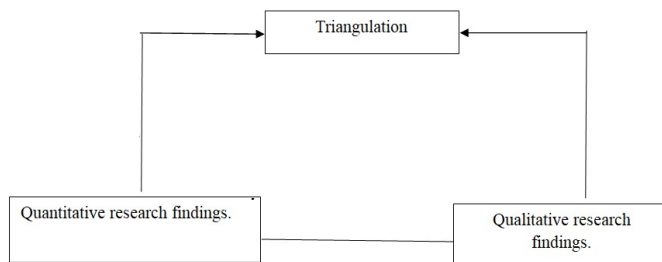 Triangulation
Quantitative research findings.
Qualitative research
findings.